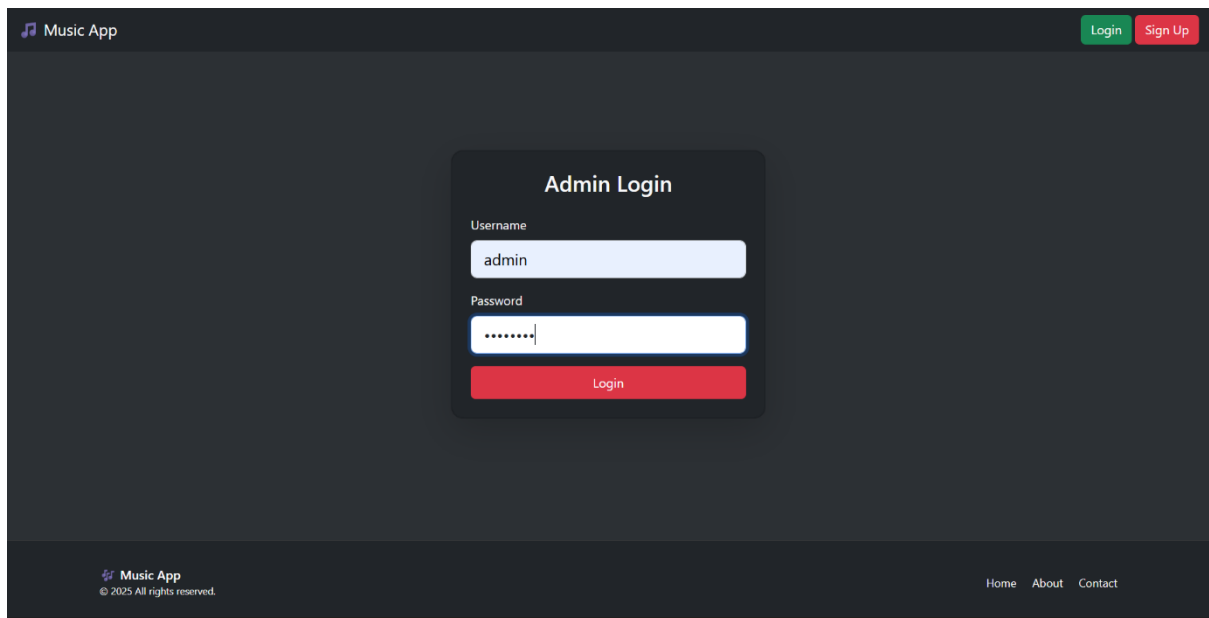 Music App
Login
Sign Up
Admin Login
Username
admin
Password
••••••••
Login
Music App
© 2025 All rights reserved.
Home
About
Contact